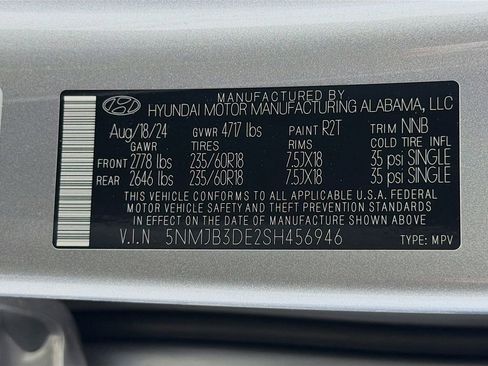 MANUFACTURED BY
HYUNDAI MOTOR MANUFACTURING ALABAMA, LLC
Aug/18/24 GVWR 4717 lbs PAINT R2T TRIM NNB
GAWR TIRES RIMS COLD TIRE INFL
FRONT 2778 lbs 235/60R18 7.5JX18 35 psi SINGLE
REAR 2646 lbs 235/60R18 7.5JX18 35 psi SINGLE
THIS VEHICLE CONFORMS TO ALL APPLICABLE U.S.A. FEDERAL
MOTOR VEHICLE SAFETY AND THEFT PREVENTION STANDARDS
IN EFFECT ON THE DATE OF MANUFACTURE SHOWN ABOVE.
V.I.N 5NMJB3DE2SH456946 TYPE: MPV